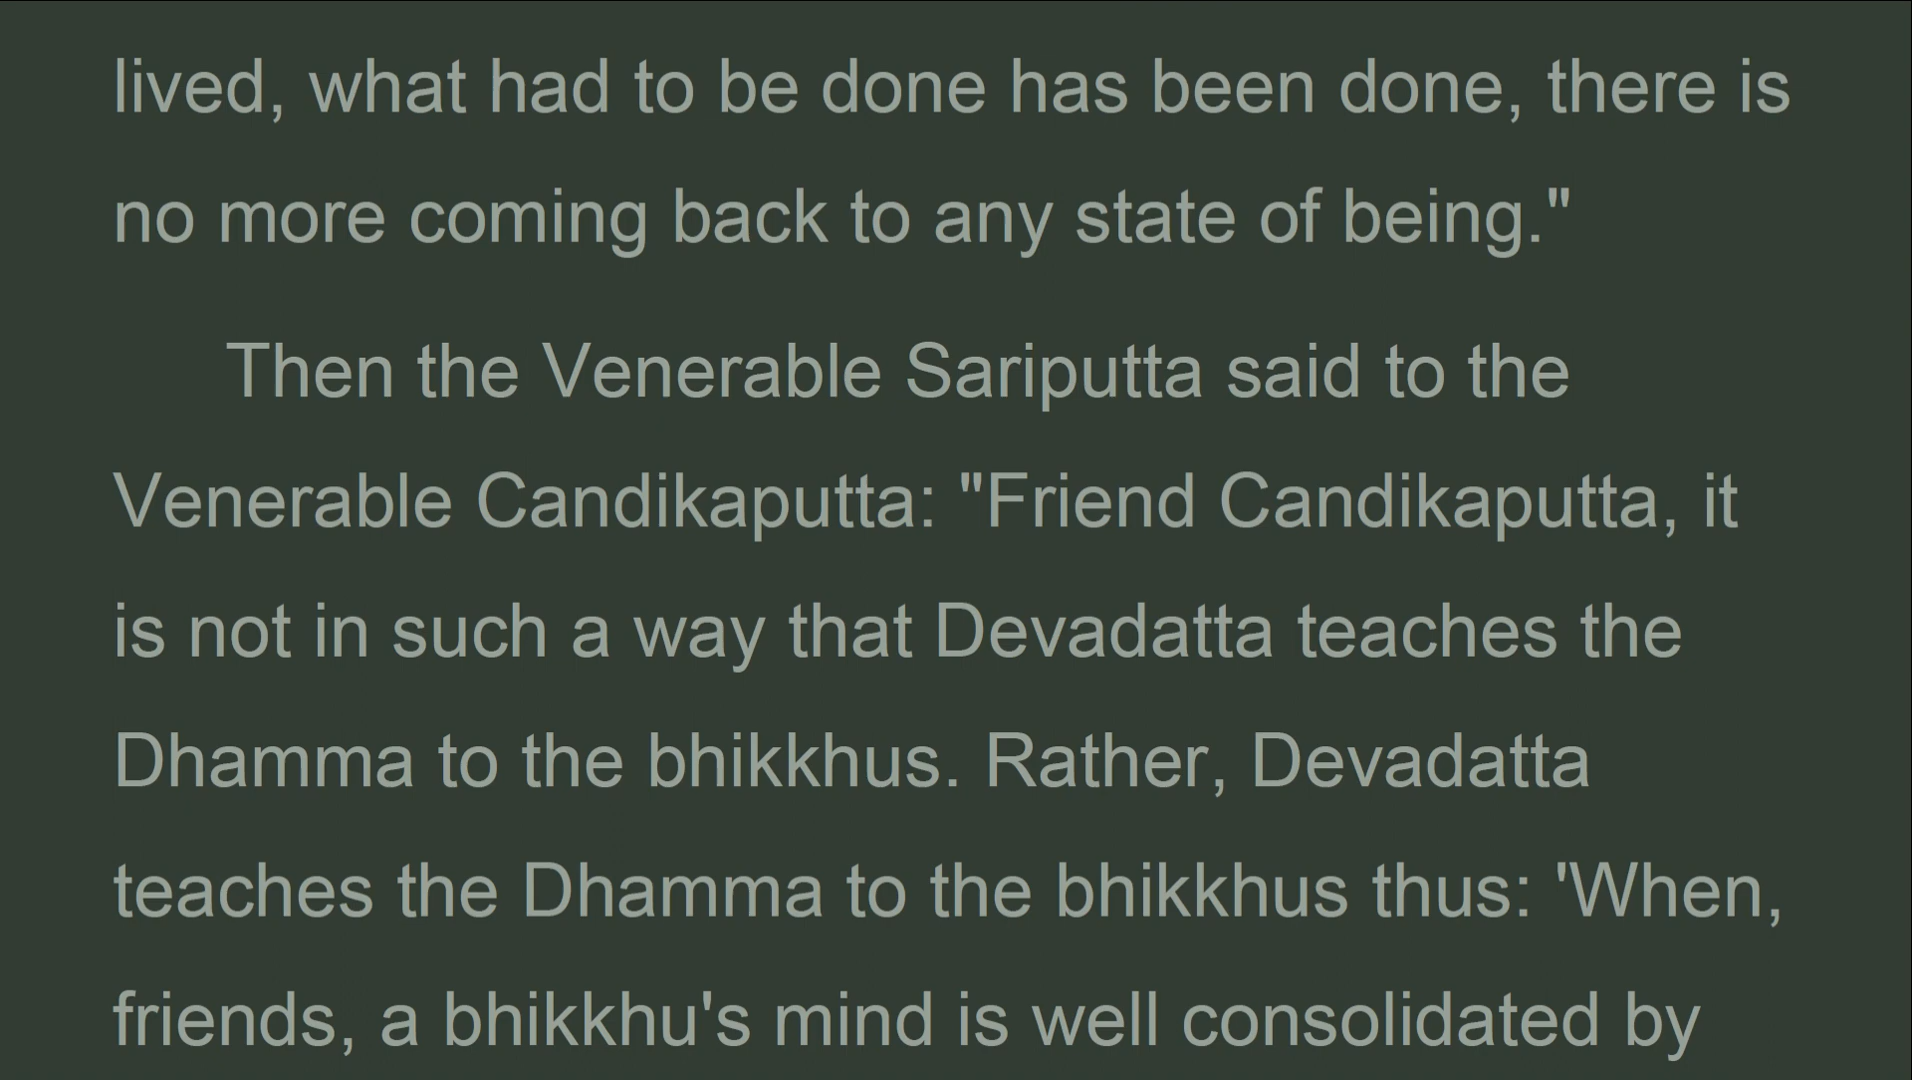 lived, what had to be done has been done, there is
no more coming back to any state of being."
Then the Venerable Sariputta said to the
Venerable Candikaputta: "Friend Candikaputta, it
is not in such a way that Devadatta teaches the
Dhamma to the bhikkhus. Rather, Devadatta
teaches the Dhamma to the bhikkhus thus: 'When,
friends, a bhikkhu's mind is well consolidated by